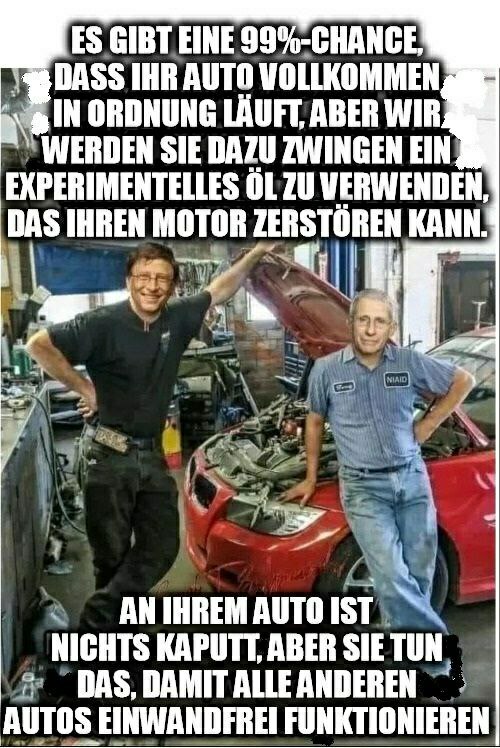 ES GIBT EINE 99%-CHANCE,
DASS IHR AUTO VOLLKOMMEN
IN ORDNUNG LÄUFT, ABER WIR
WERDEN SIE DAZU ZWINGEN EIN
EXPERIMENTELLES ÖL ZU VERWENDEN,
DAS IHREN MOTOR ZERSTÖREN KANN.
NIAID
AN IHREM AUTO IST
NICHTS KAPUTT, ABER SIE TUN
DAS, DAMIT ALLE ANDEREN
AUTOS EINWANDFREI FUNKTIONIEREN